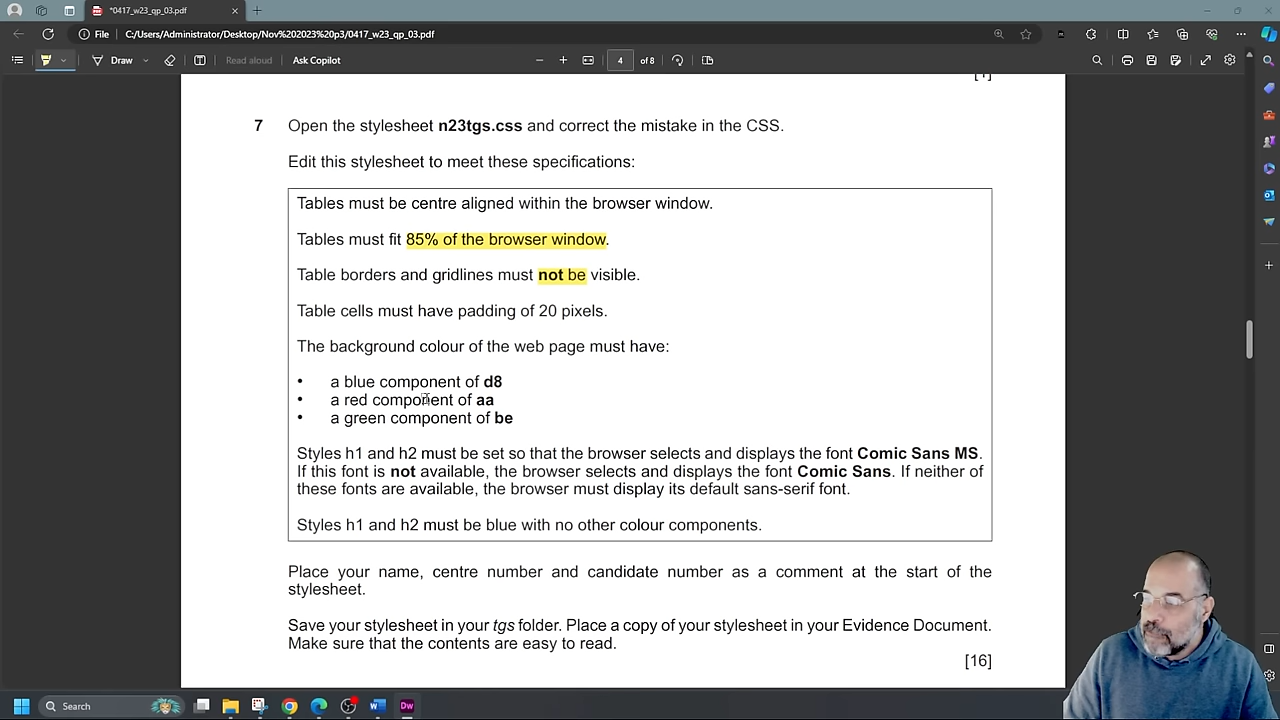 *0417_w23_qp_03.pdf
File
C:/Users/Administrator/Desktop/Nov%202023%20p3/0417_w23_qp_03.pdf
Draw
Read aloud
Ask Copilot
4
of 8
7 Open the stylesheet n23tgs.css and correct the mistake in the CSS.
Edit this stylesheet to meet these specifications:
Tables must be centre aligned within the browser window.
Tables must fit 85% of the browser window.
Table borders and gridlines must not be visible.
Table cells must have padding of 20 pixels.
The background colour of the web page must have:
• a blue component of d8
• a red component of aa
• a green component of be
Styles h1 and h2 must be set so that the browser selects and displays the font Comic Sans MS.
If this font is not available, the browser selects and displays the font Comic Sans. If neither of
these fonts are available, the browser must display its default sans-serif font.
Styles h1 and h2 must be blue with no other colour components.
Place your name, centre number and candidate number as a comment at the start of the
stylesheet.
Save your stylesheet in your tgs folder. Place a copy of your stylesheet in your Evidence Document.
Make sure that the contents are easy to read.
[16]
Search
Dw